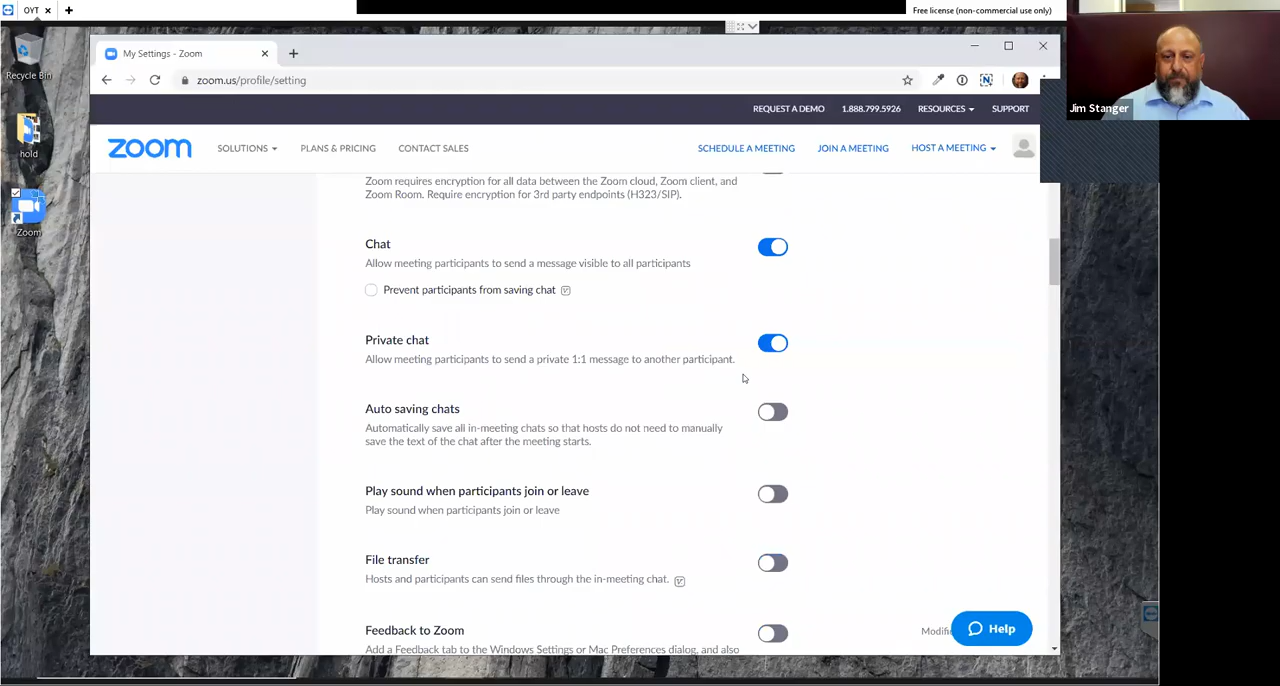 OYT
Free license (non-commercial use only)
Recycle Bin
hold
Zoom
My Settings - Zoom
zoom.us/profile/setting
Jim Stanger
REQUEST A DEMO 1.888.799.5926 RESOURCES SUPPORT
zoom SOLUTIONS PLANS & PRICING CONTACT SALES SCHEDULE A MEETING JOIN A MEETING HOST A MEETING
Zoom requires encryption for all data between the Zoom cloud, Zoom client, and
Zoom Room. Require encryption for 3rd party endpoints (H323/SIP).
Chat
Allow meeting participants to send a message visible to all participants
Prevent participants from saving chat
Private chat
Allow meeting participants to send a private 1:1 message to another participant.
Auto saving chats
Automatically save all in-meeting chats so that hosts do not need to manually
save the text of the chat after the meeting starts.
Play sound when participants join or leave
Play sound when participants join or leave
File transfer
Hosts and participants can send files through the in-meeting chat.
Feedback to Zoom
Add a Feedback tab to the Windows Settings or Mac Preferences dialog, and also
Help